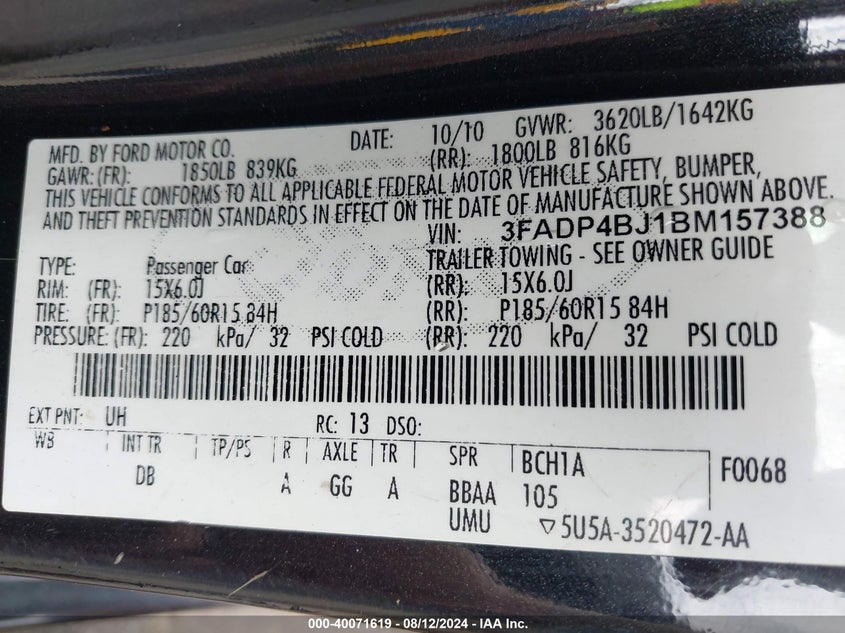 MFD. BY FORD MOTOR CO. DATE: 10/10 GVWR: 3620LB/1642KG
GAWR: (FR): 1850LB 839KG (RR): 1800LB 816KG
THIS VEHICLE CONFORMS TO ALL APPLICABLE FEDERAL MOTOR VEHICLE SAFETY, BUMPER,
AND THEFT PREVENTION STANDARDS IN EFFECT ON THE DATE OF MANUFACTURE SHOWN ABOVE.
VIN: 3FADP4BJ1BM157388
TYPE: Passenger Car TRAILER TOWING - SEE OWNER GUIDE
RIM: (FR): 15X6.0J (RR): 15X6.0J
TIRE: (FR): P185/60R15 84H (RR): P185/60R15 84H
PRESSURE: (FR): 220 kPa/ 32 PSI COLD (RR): 220 kPa/ 32 PSI COLD
EXT PNT: UH RC: 13 DSO:
WB INT TR TP/PS R AXLE TR SPR BCH1A F0068
DB A GG A BBAA 105
UMU ▽5U5A-3520472-AA
000-40071619 - 08/12/2024 - IAA Inc.